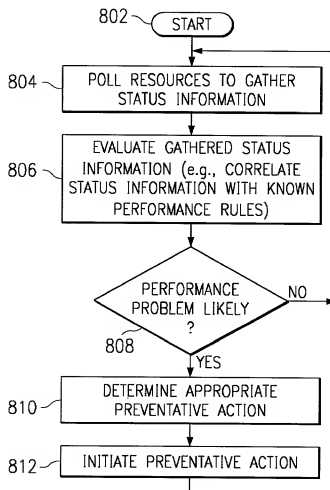 802
START
804
POLL RESOURCES TO GATHER
STATUS INFORMATION
806
EVALUATE GATHERED STATUS
INFORMATION (e.g., CORRELATE
STATUS INFORMATION WITH KNOWN
PERFORMANCE RULES)
PERFORMANCE
PROBLEM LIKELY
?
NO
808
YES
810
DETERMINE APPROPRIATE
PREVENTATIVE ACTION
812
INITIATE PREVENTATIVE ACTION